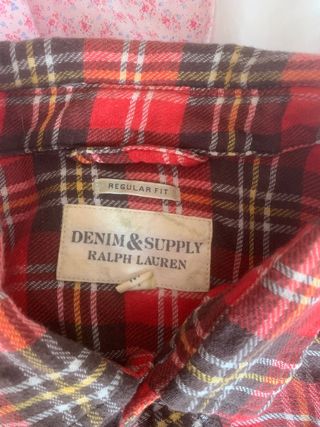 REGULAR FIT
DENIM&SUPPLY
RALPH LAUREN